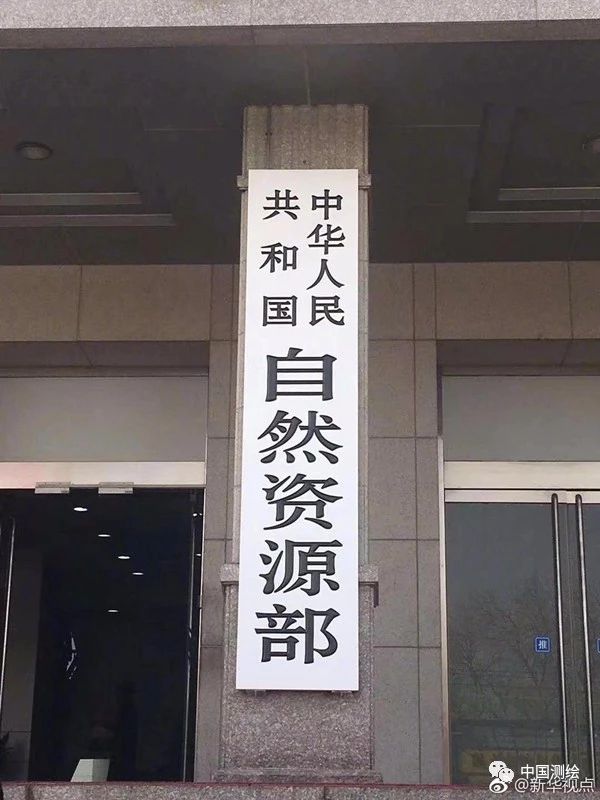 中华人民
共和国
自然资源部
推
中国测绘
@新华视点